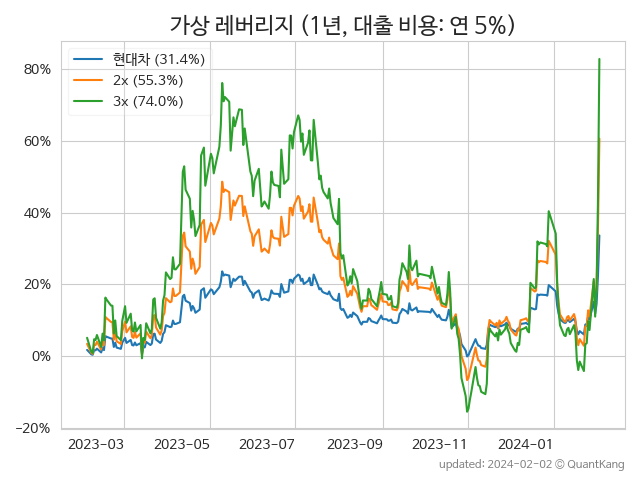 가상 레버리지 (1년, 대출 비용: 연 5%)
현대차 (31.4%)
2x (55.3%)
3x (74.0%)
80%
60%
40%
20%
0%
−20%
2023−03 2023−05 2023−07 2023−09 2023−11 2024−01
updated: 2024-02-02 © QuantKang